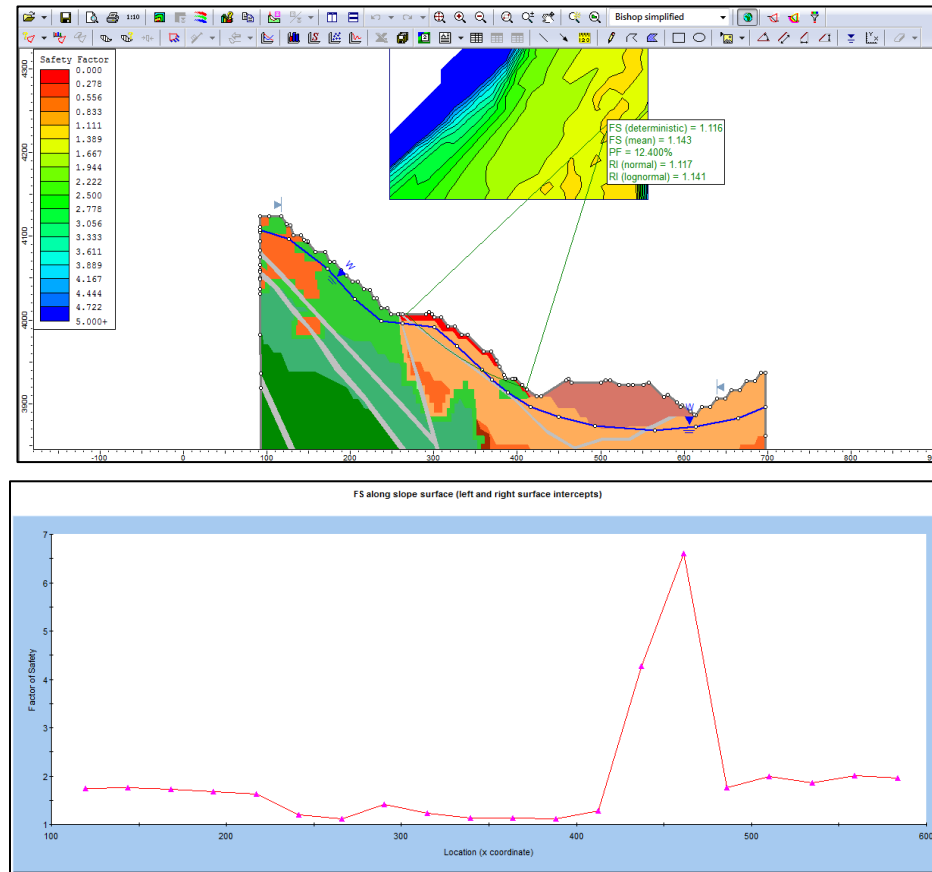 1:10
Bishop simplified
Safety Factor
0.000
0.278
0.556
0.833
1.111
1.389
1.667
1.944
2.222
2.500
2.778
3.056
3.333
3.611
3.889
4.167
4.444
4.722
5.000+
4300
4200
4100
4000
3900
FS (deterministic) = 1.116
FS (mean) = 1.143
PF = 12.400%
RI (normal) = 1.117
RI (lognormal) = 1.141
W
W
-100 0 100 200 300 400 500 600 700 800
FS along slope surface (left and right surface intercepts)
Factor of Safety
7
6
5
4
3
2
1
100 200 300 400 500 600
Location (x coordinate)